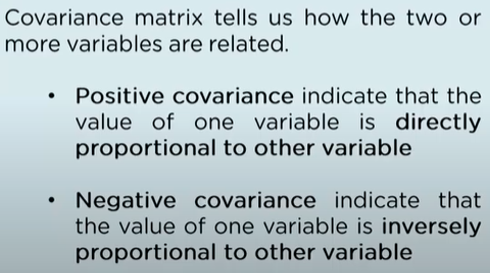 Covariance matrix tells us how the two or
more variables are related.
• Positive covariance indicate that the
value of one variable is directly
proportional to other variable
• Negative covariance indicate that
the value of one variable is inversely
proportional to other variable